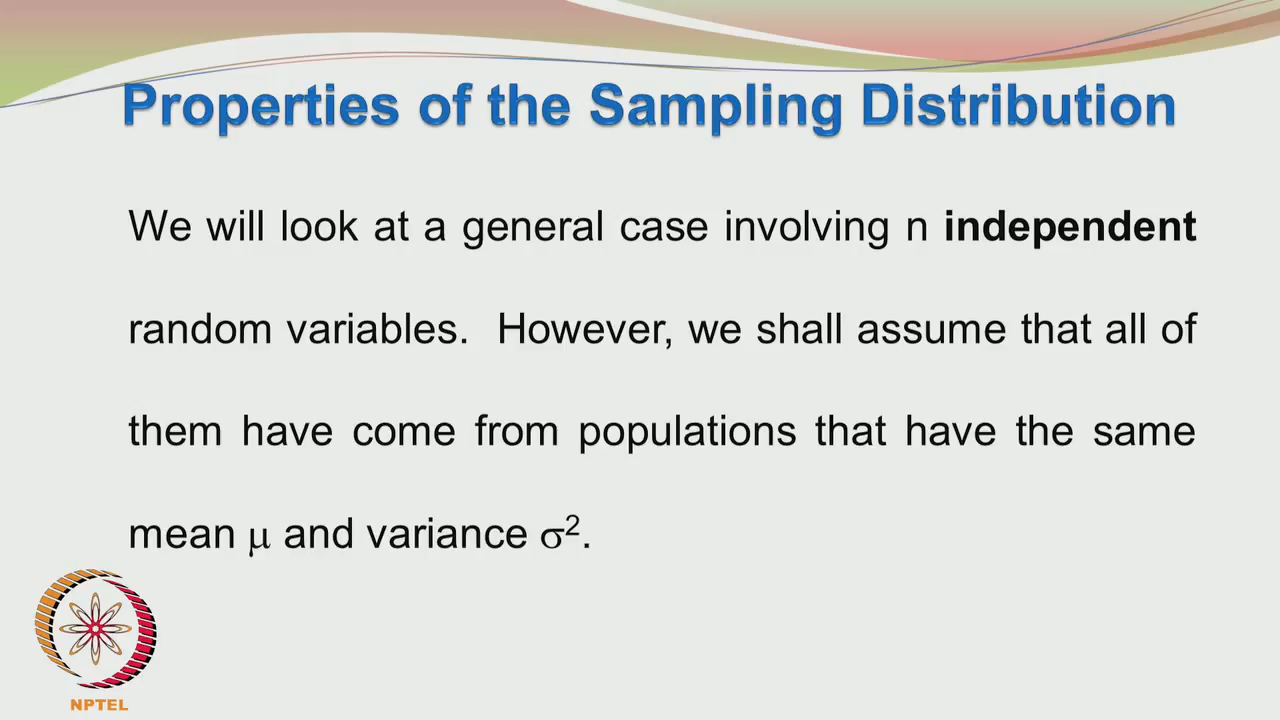 Properties of the Sampling Distribution
We will look at a general case involving n independent
random variables. However, we shall assume that all of
them have come from populations that have the same
mean μ and variance σ².
NPTEL